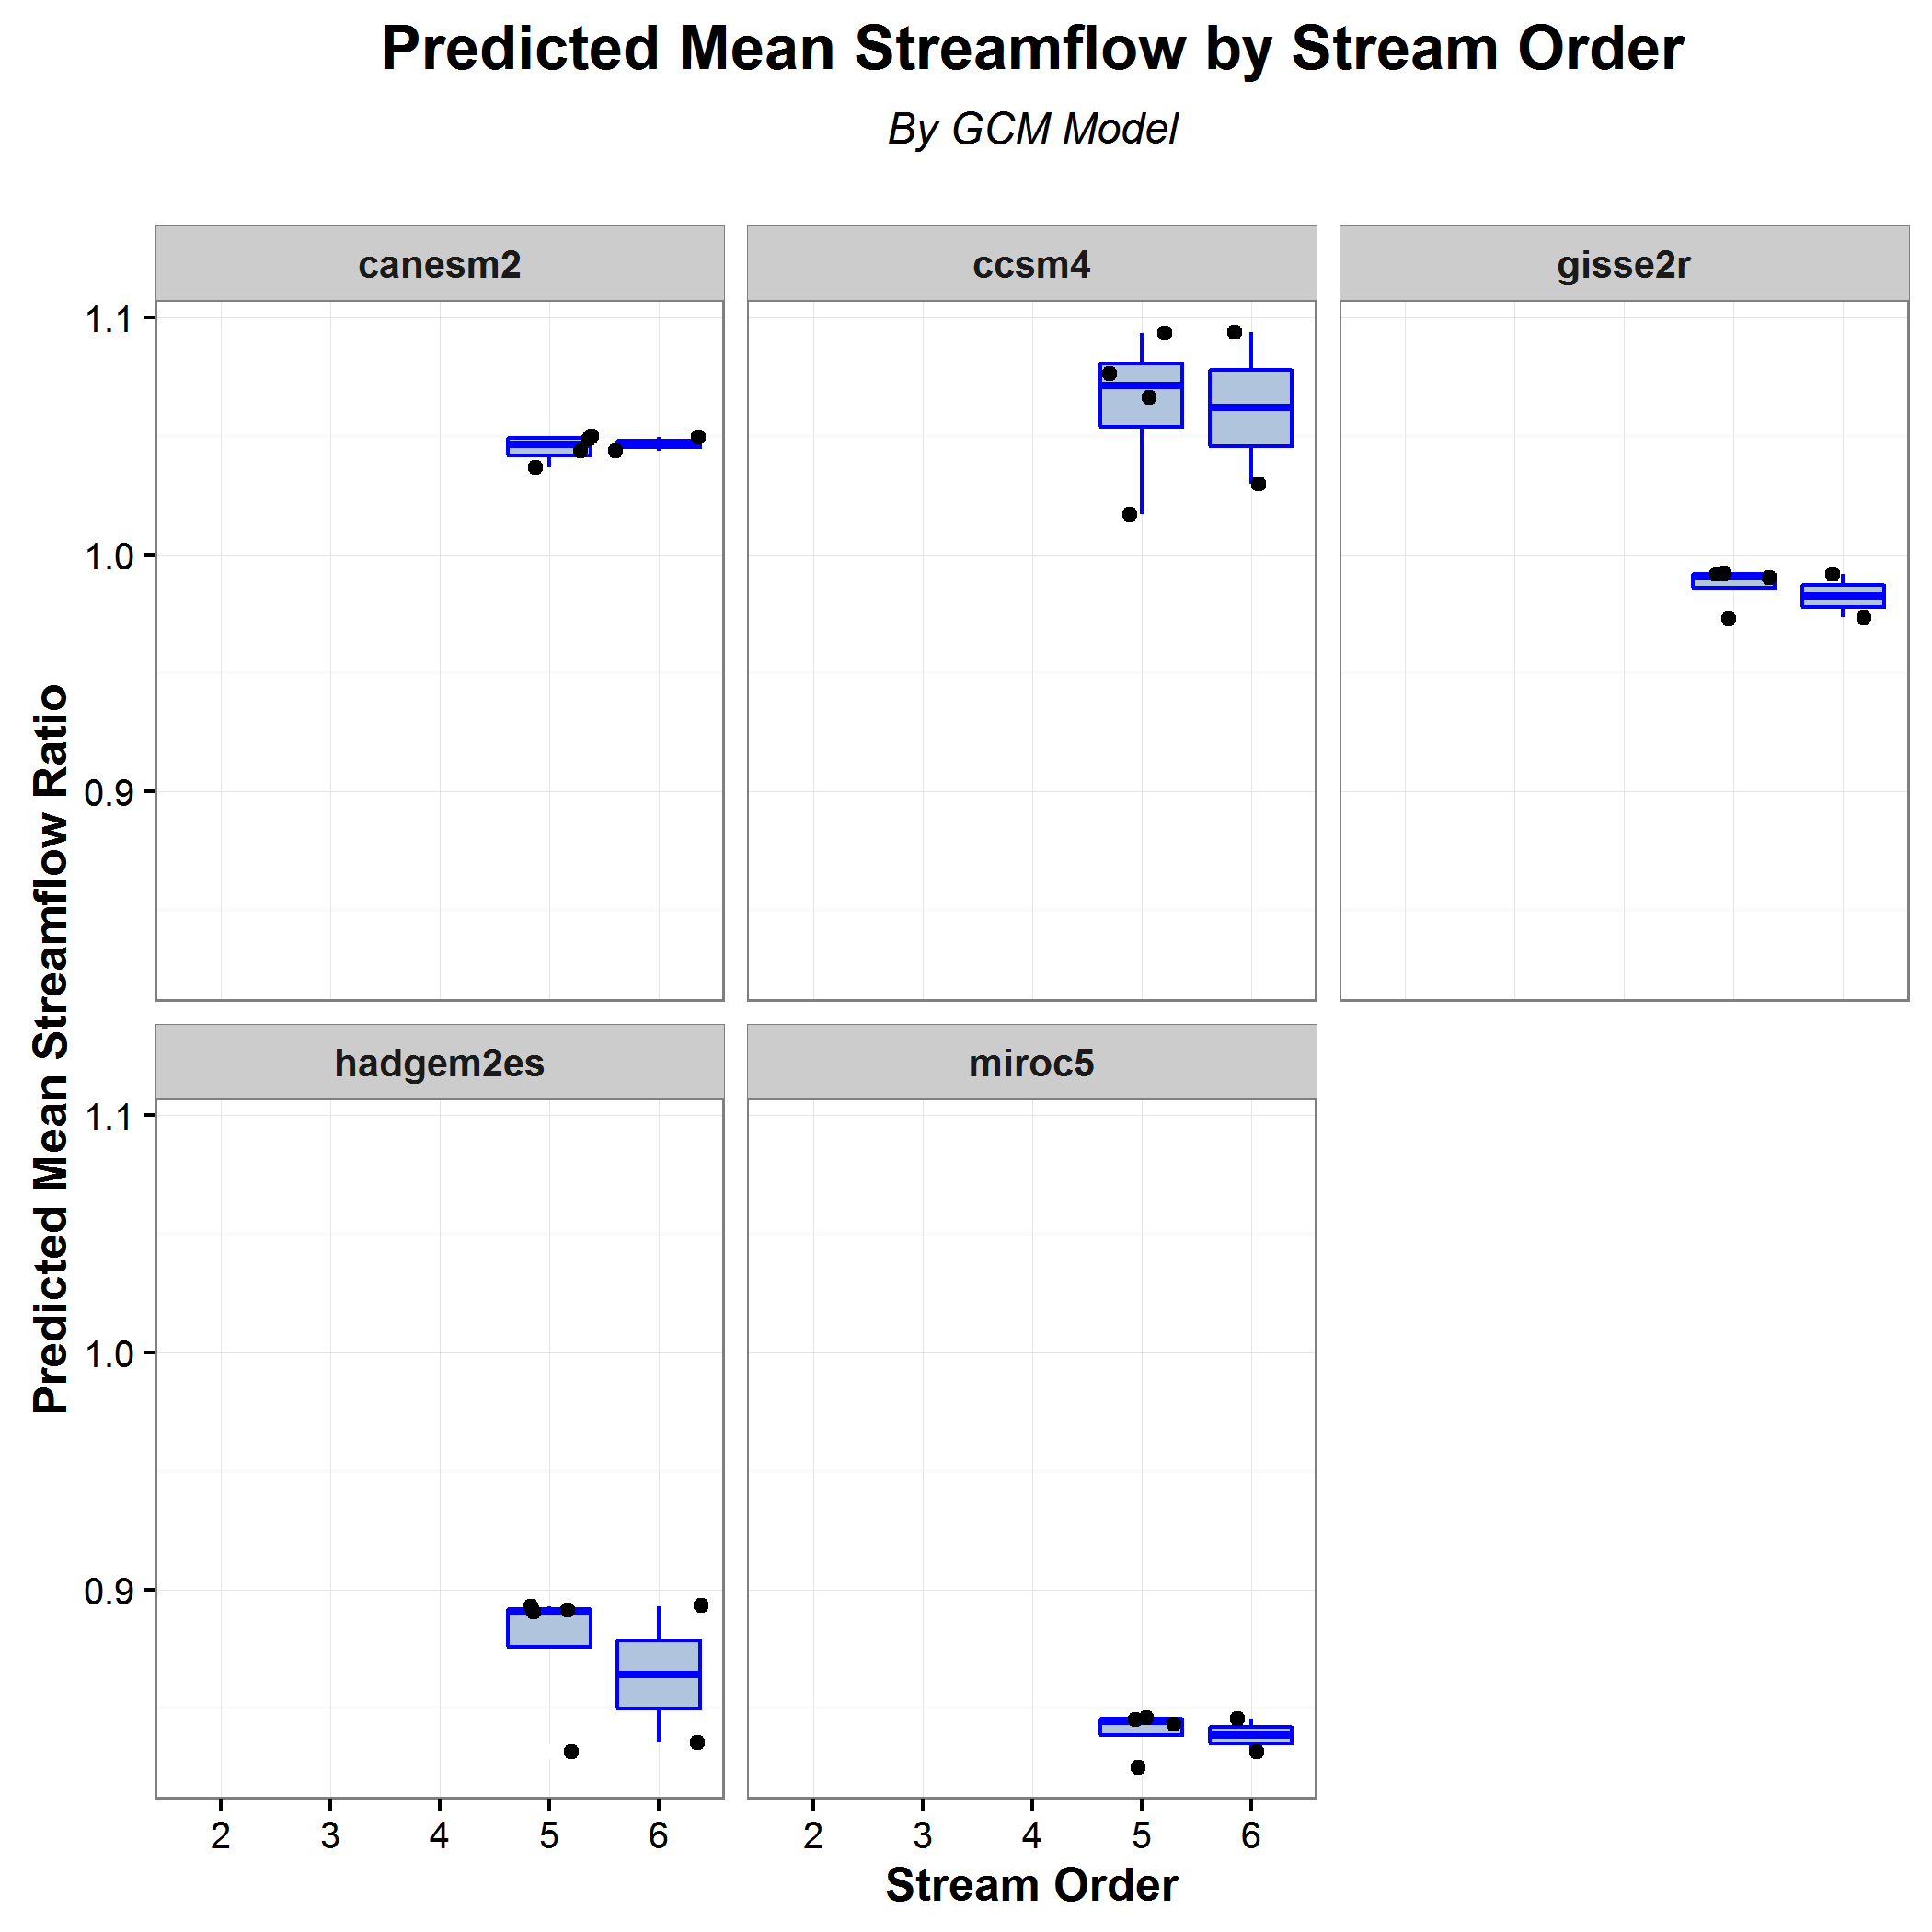 Predicted Mean Streamflow by Stream Order
By GCM Model
canesm2
ccsm4
gisse2r
1.1
1.0
0.9
Predicted Mean Streamflow Ratio
hadgem2es
miroc5
1.1
1.0
0.9
2 3 4 5 6
2 3 4 5 6
Stream Order